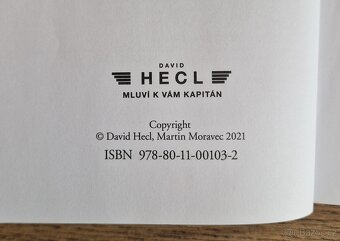 DAVID
HECL
MLUVÍ K VÁM KAPITÁN
Copyright
© David Hecl, Martin Moravec 2021
ISBN 978-80-11-00103-2